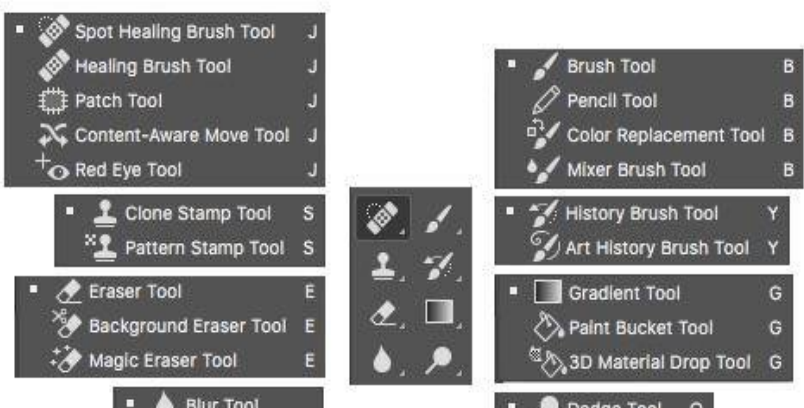 Spot Healing Brush Tool J
Healing Brush Tool J
Patch Tool J
Content-Aware Move Tool J
Red Eye Tool J
Clone Stamp Tool S
Pattern Stamp Tool S
Eraser Tool E
Background Eraser Tool E
Magic Eraser Tool E
Blur Tool
Brush Tool B
Pencil Tool B
Color Replacement Tool B
Mixer Brush Tool B
History Brush Tool Y
Art History Brush Tool Y
Gradient Tool G
Paint Bucket Tool G
3D Material Drop Tool G
Dodge Tool O